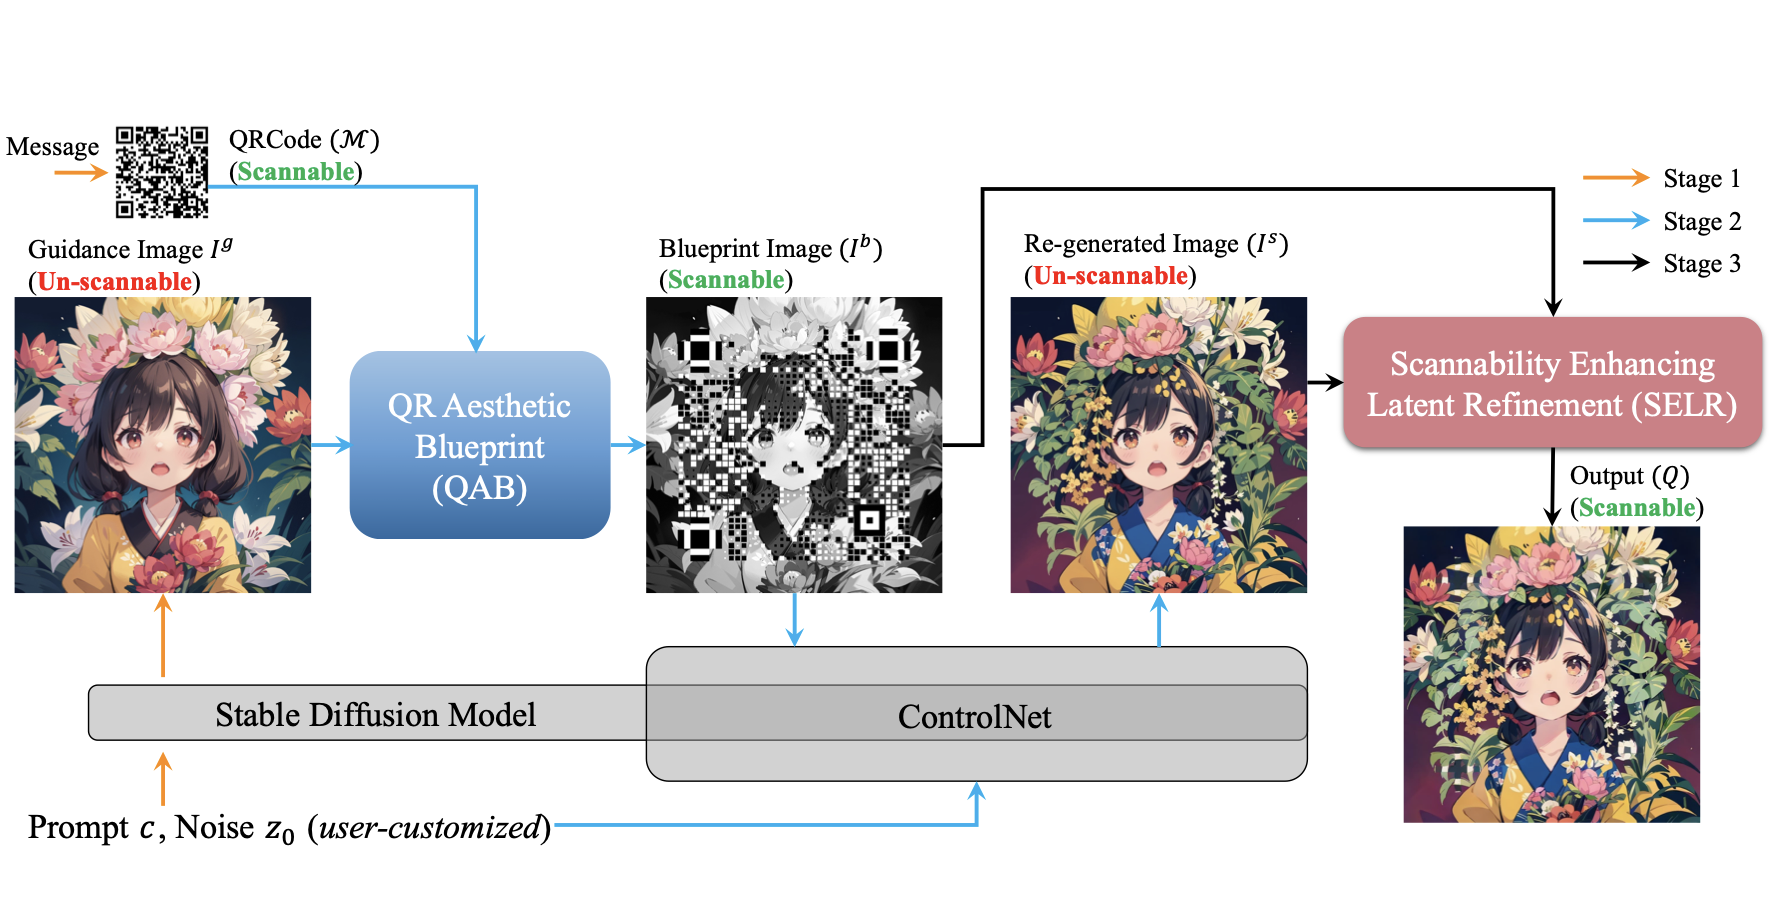 Message
QRCode (ℳ)
(Scannable)
Guidance Image I^g
(Un-scannable)
Blueprint Image (I^b)
(Scannable)
Re-generated Image (I^s)
(Un-scannable)
Stage 1
Stage 2
Stage 3
QR Aesthetic
Blueprint
(QAB)
Scannability Enhancing
Latent Refinement (SELR)
Output (Q)
(Scannable)
Stable Diffusion Model
ControlNet
Prompt c, Noise z₀ (user-customized)